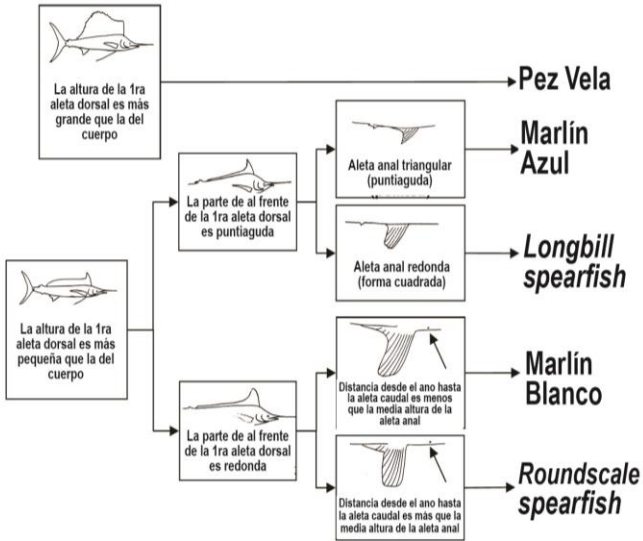 La altura de la 1ra
aleta dorsal es más
grande que la del
cuerpo
Pez Vela
La parte de al frente
de la 1ra aleta dorsal
es puntiaguda
Aleta anal triangular
(puntiaguda)
Marlín
Azul
Aleta anal redonda
(forma cuadrada)
Longbill
spearfish
La altura de la 1ra
aleta dorsal es más
pequeña que la del
cuerpo
La parte de al frente
de la 1ra aleta dorsal
es redonda
Distancia desde el ano hasta
la aleta caudal es menos
que la media altura de la
aleta anal
Marlín
Blanco
Distancia desde el ano hasta
la aleta caudal es más que la
media altura de la aleta anal
Roundscale
spearfish